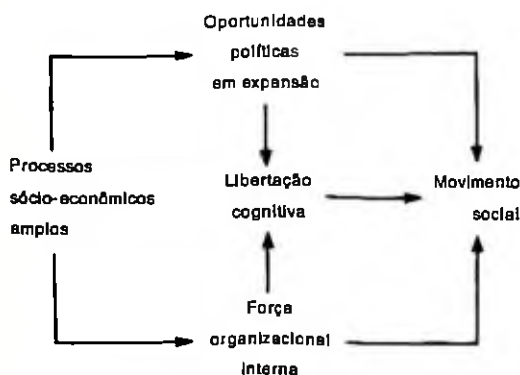 Oportunidades
políticas
em expansão
Processos
sócio-econômicos
amplos
Libertação
cognitiva
Movimento
social
Força
organizacional
interna